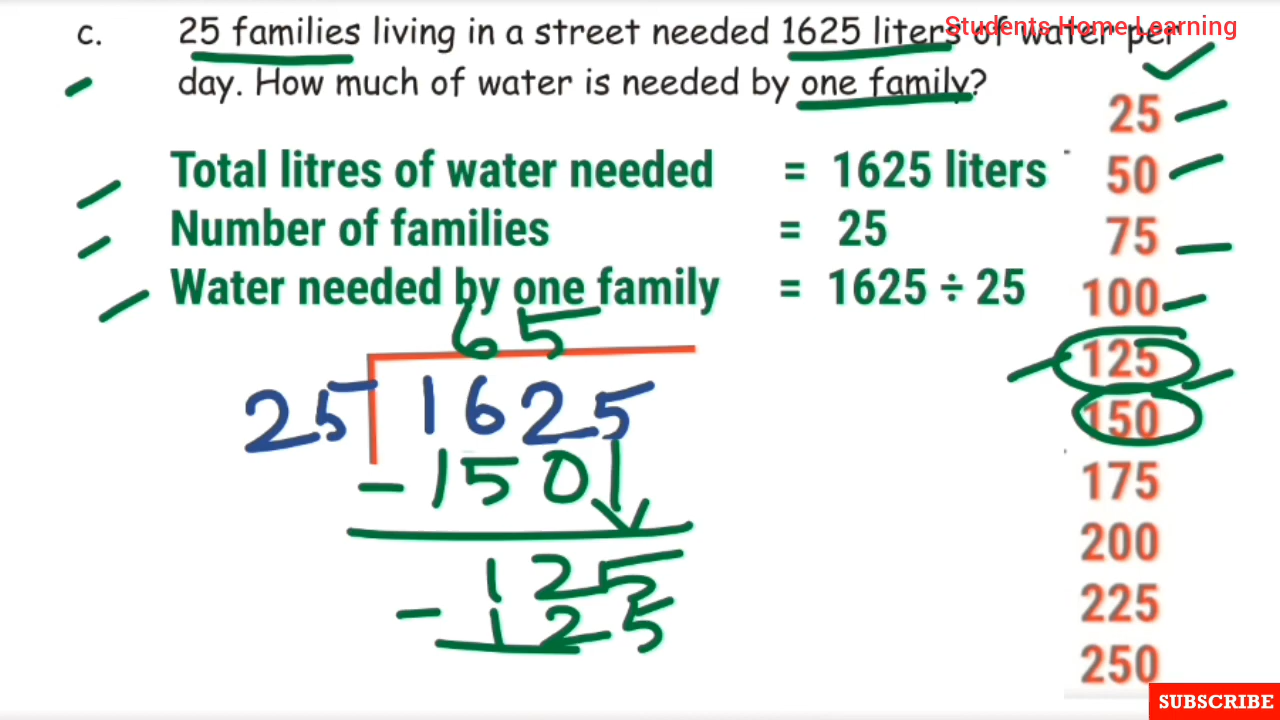 Students Home Learning
c. 25 families living in a street needed 1625 liters of water per
day. How much of water is needed by one family?
Total litres of water needed = 1625 liters
Number of families = 25
Water needed by one family = 1625 ÷ 25
65
25 1625
- 150
125
- 125
25
50
75
100
125
150
175
200
225
250
SUBSCRIBE